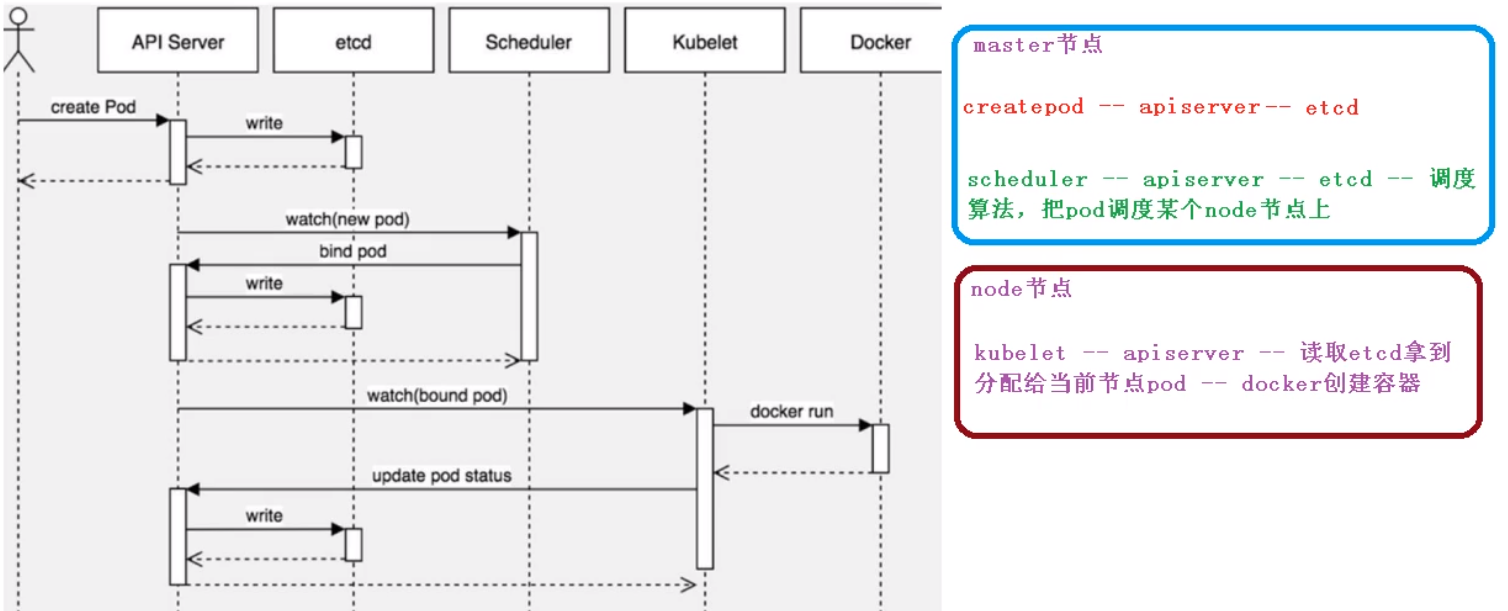 API Server
etcd
Scheduler
Kubelet
Docker
create Pod
write
watch(new pod)
bind pod
write
watch(bound pod)
docker run
update pod status
write
master节点
createpod -- apiserver -- etcd
scheduler -- apiserver -- etcd -- 调度
算法，把pod调度某个node节点上
node节点
kubelet -- apiserver -- 读取etcd拿到
分配给当前节点pod -- docker创建容器